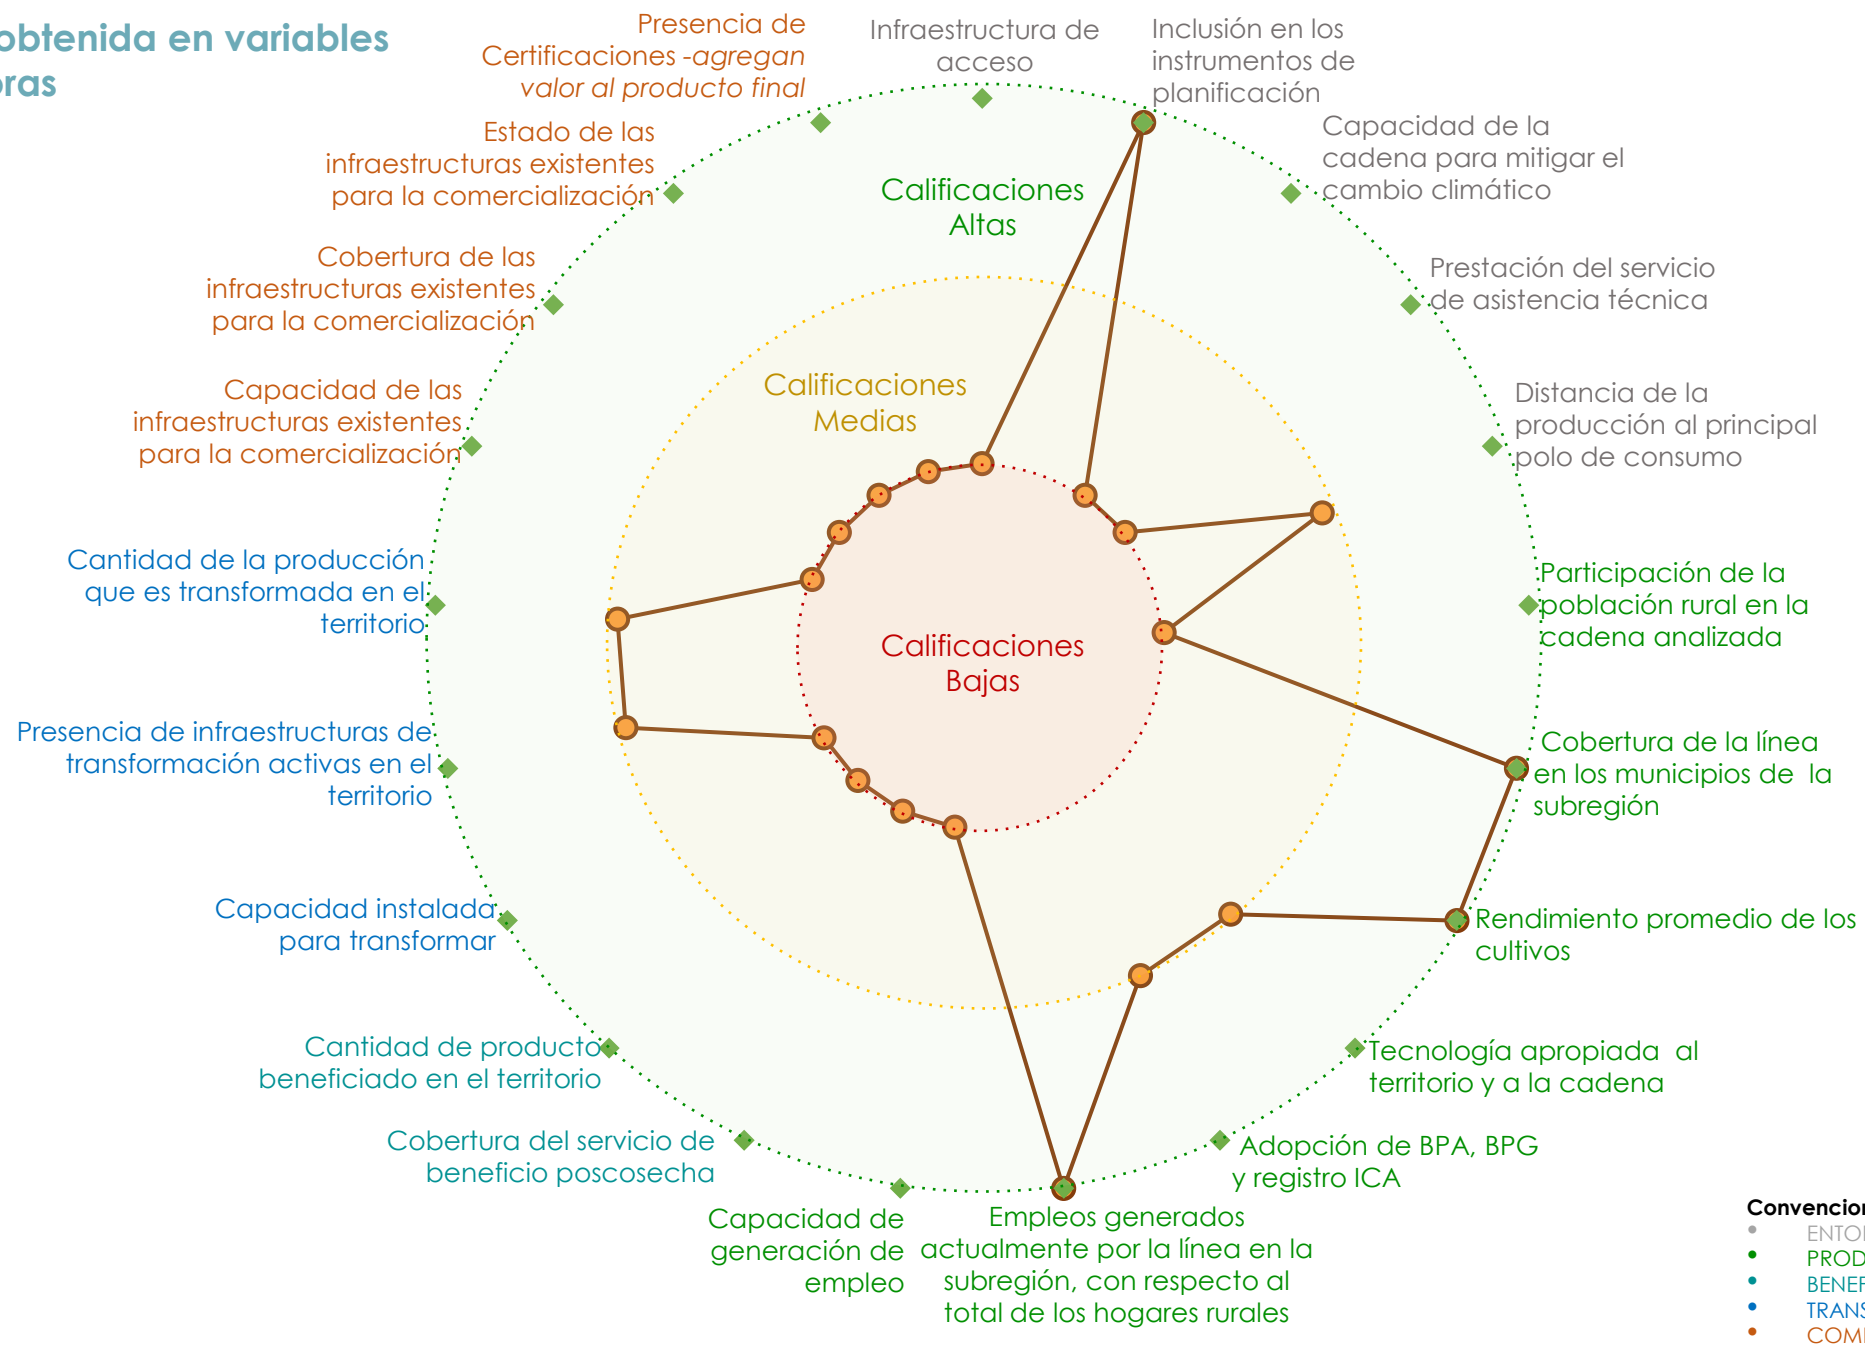 obtenida en variables
Presencia de
Certificaciones -agregan
valor al producto final
Infraestructura de
acceso
Inclusión en los
instrumentos de
planificación
Estado de las
infraestructuras existentes
para la comercialización
Calificaciones
Altas
Capacidad de la
cadena para mitigar el
cambio climático
Cobertura de las
infraestructuras existentes
para la comercialización
Prestación del servicio
de asistencia técnica
Capacidad de las
infraestructuras existentes
para la comercialización
Calificaciones
Medias
Distancia de la
producción al principal
polo de consumo
Cantidad de la producción
que es transformada en el
territorio
Calificaciones
Bajas
Participación de la
población rural en la
cadena analizada
Presencia de infraestructuras de
transformación activas en el
territorio
Cobertura de la línea
en los municipios de la
subregión
Capacidad instalada
para transformar
Rendimiento promedio de los
cultivos
Cantidad de producto
beneficiado en el territorio
Tecnología apropiada al
territorio y a la cadena
Cobertura del servicio de
beneficio poscosecha
Adopción de BPA, BPG
y registro ICA
Capacidad de
generación de
empleo
Empleos generados
actualmente por la línea en la
subregión, con respecto al
total de los hogares rurales